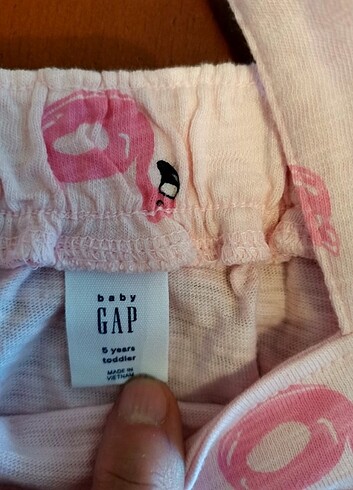 baby
GAP
5 years
toddler
MADE IN
VIETNAM